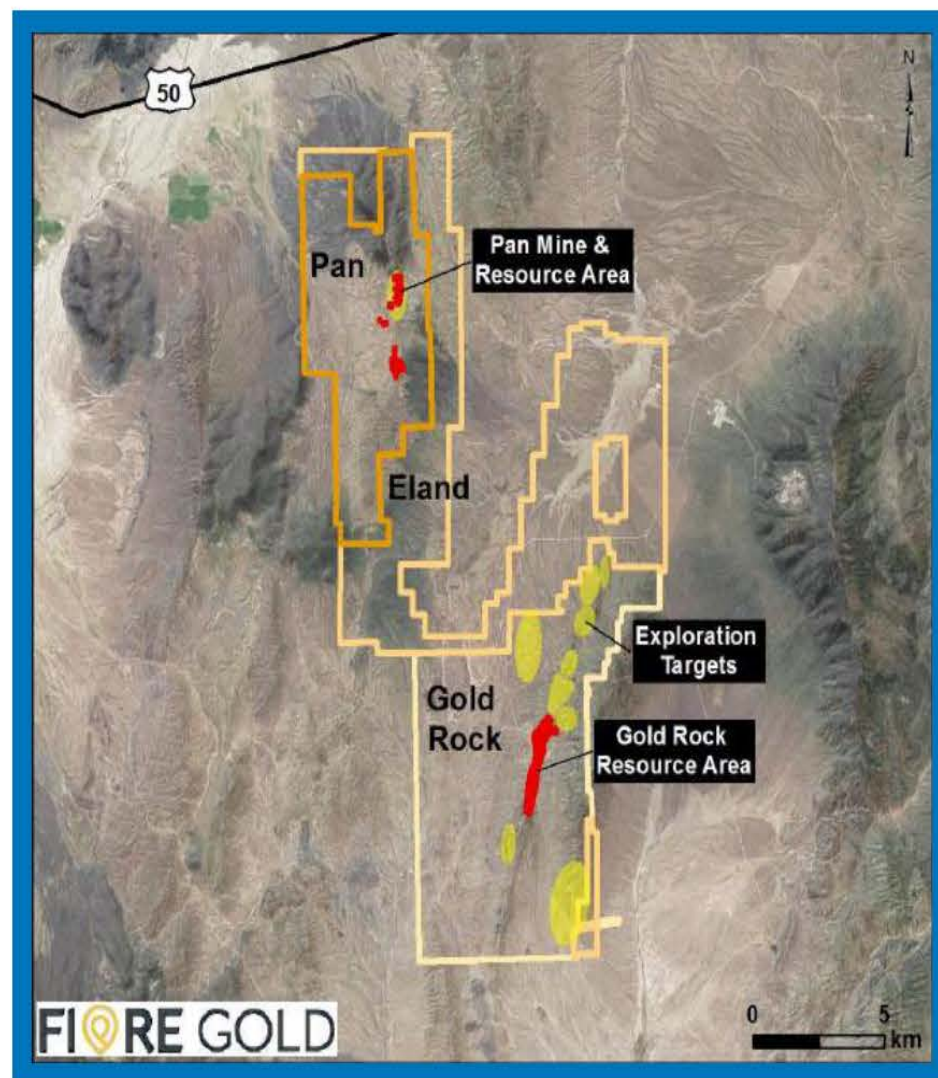 50
N
Pan
Pan Mine &
Resource Area
Eland
Exploration
Targets
Gold
Rock
Gold Rock
Resource Area
FIORE GOLD
0 5
km